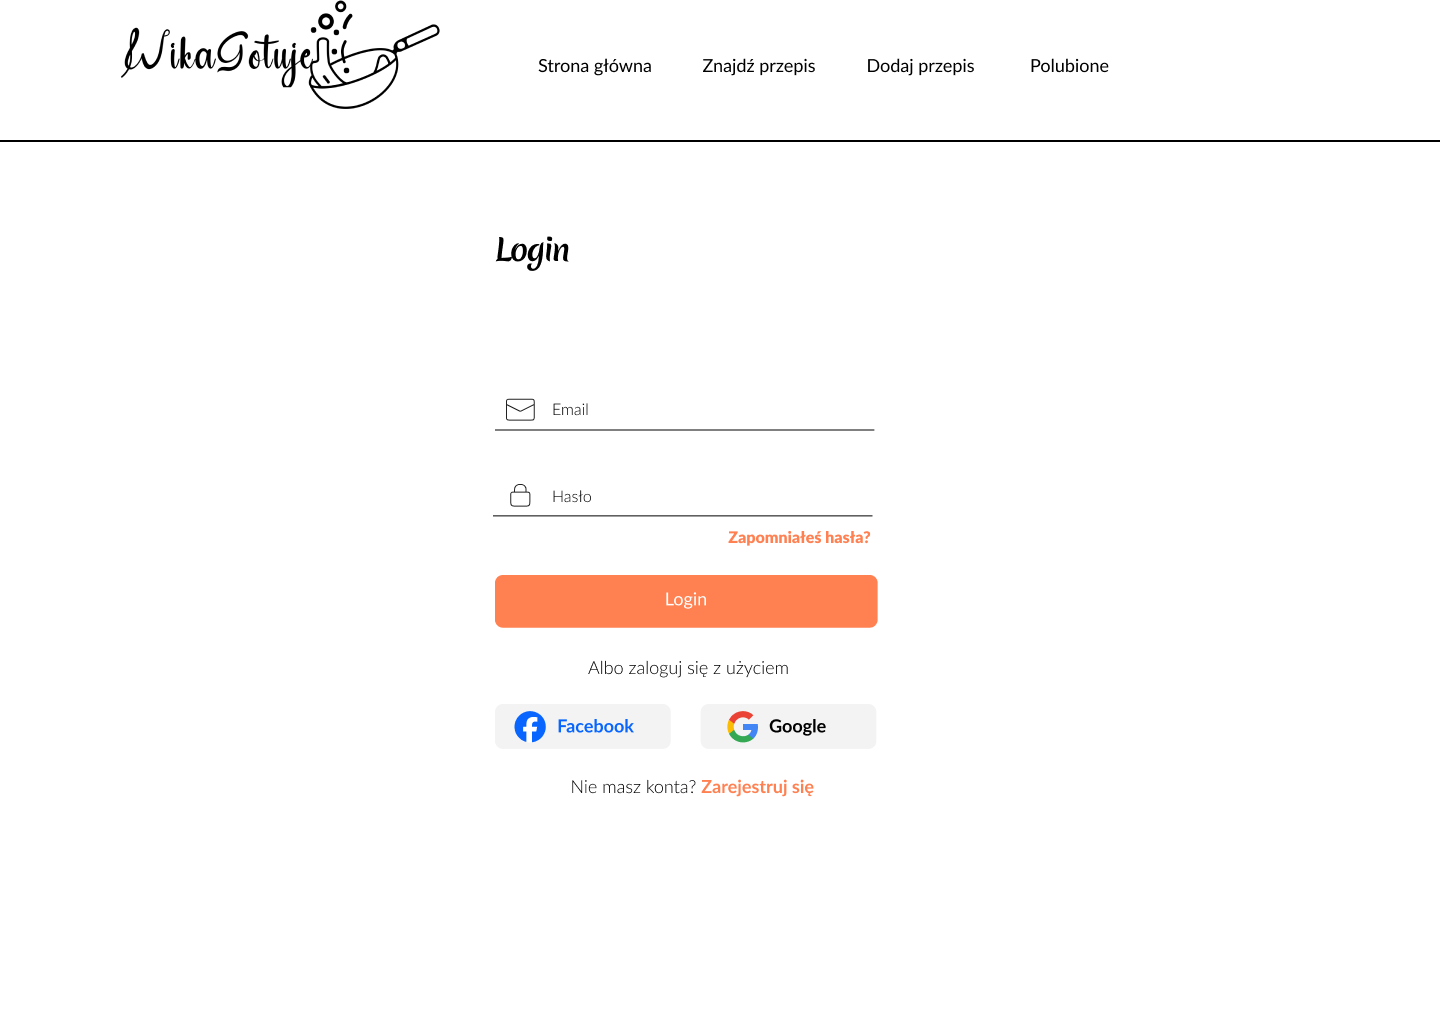 WikaGotuje
Strona główna Znajdź przepis Dodaj przepis Polubione
Login
Email
Hasło
Zapomniałeś hasła?
Login
Albo zaloguj się z użyciem
Facebook Google
Nie masz konta? Zarejestruj się